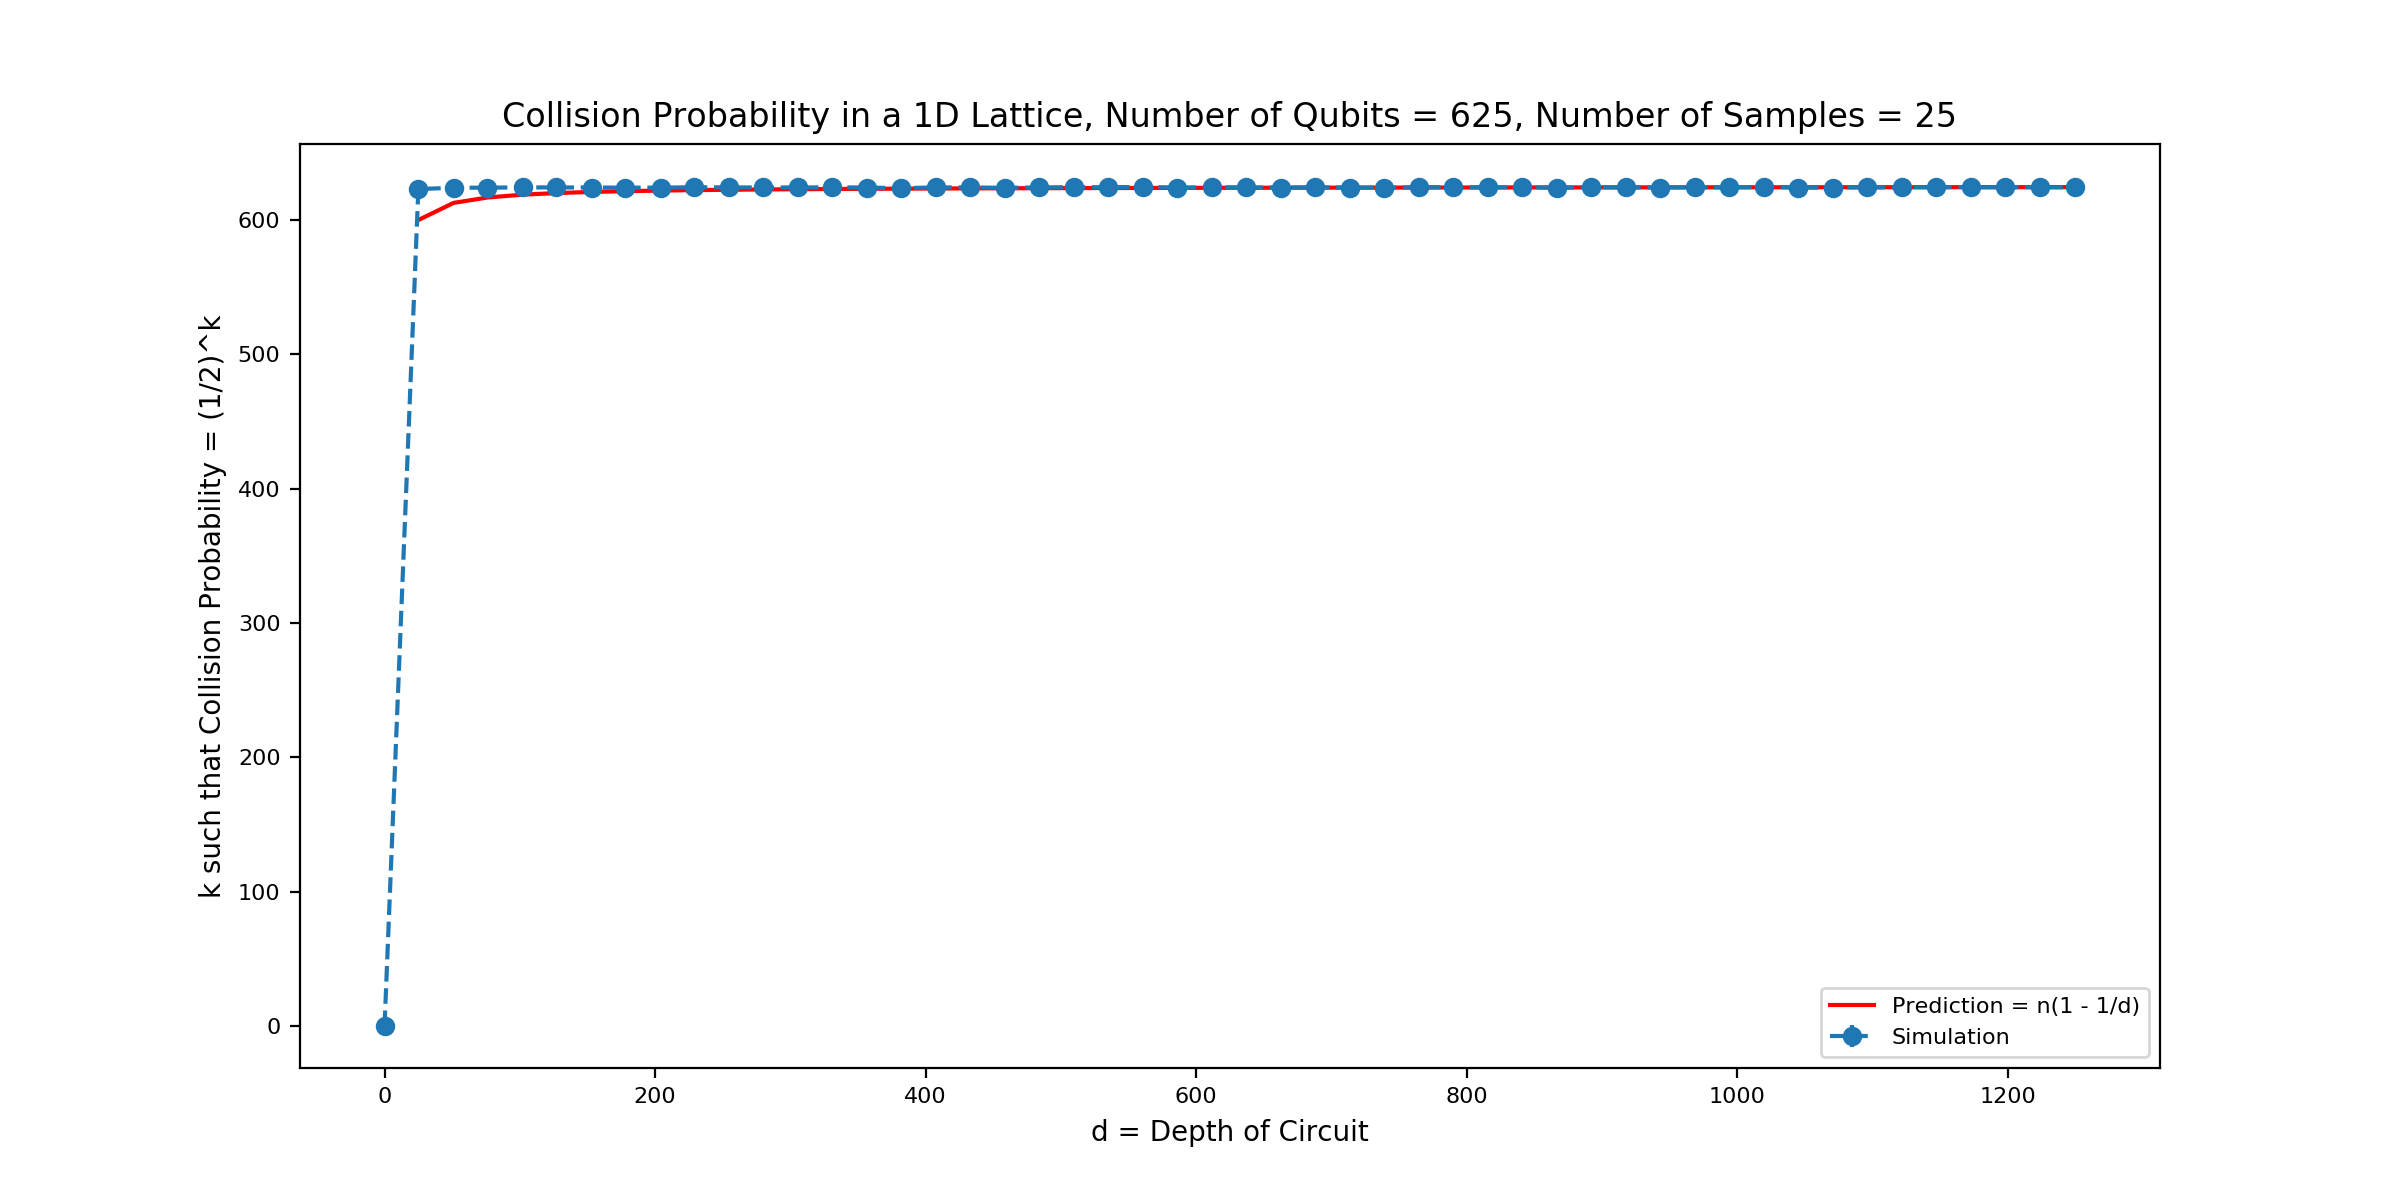 Collision Probability in a 1D Lattice, Number of Qubits = 625, Number of Samples = 25
k such that Collision Probability = (1/2)^k
600
500
400
300
200
100
0
0 200 400 600 800 1000 1200
d = Depth of Circuit
Prediction = n(1 - 1/d)
Simulation